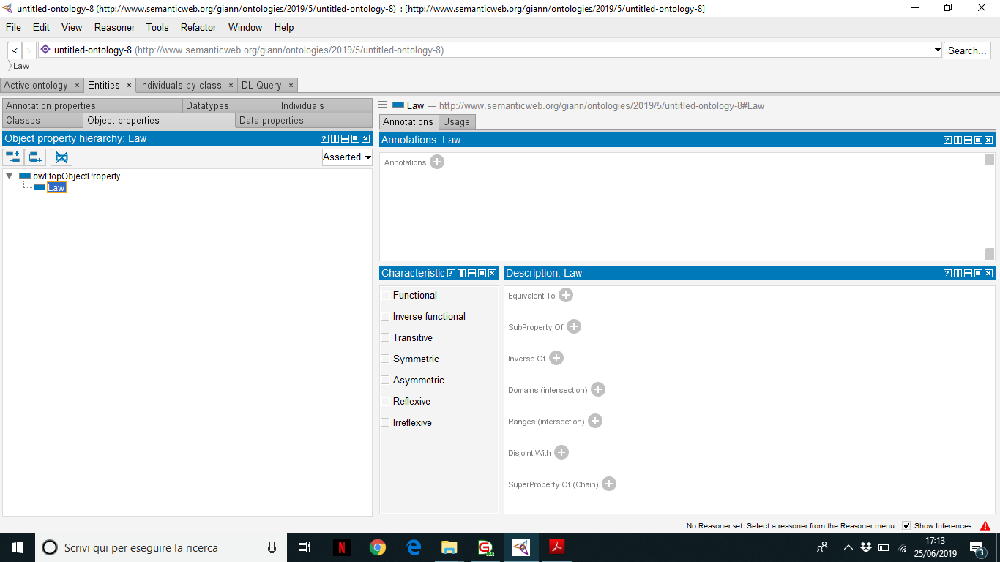 untitled-ontology-8 (http://www.semanticweb.org/giann/ontologies/2019/5/untitled-ontology-8) : [http://www.semanticweb.org/giann/ontologies/2019/5/untitled-ontology-8]
File Edit View Reasoner Tools Refactor Window Help
< > untitled-ontology-8 (http://www.semanticweb.org/giann/ontologies/2019/5/untitled-ontology-8) Search...
Law
Active ontology × Entities × Individuals by class × DL Query ×
Annotation properties Datatypes Individuals
Classes Object properties Data properties
Object property hierarchy: Law
Asserted
owl:topObjectProperty
Law
Law — http://www.semanticweb.org/giann/ontologies/2019/5/untitled-ontology-8#Law
Annotations Usage
Annotations: Law
Annotations
Characteristic
Functional
Inverse functional
Transitive
Symmetric
Asymmetric
Reflexive
Irreflexive
Description: Law
Equivalent To
SubProperty Of
Inverse Of
Domains (intersection)
Ranges (intersection)
Disjoint With
SuperProperty Of (Chain)
No Reasoner set. Select a reasoner from the Reasoner menu Show Inferences
Scrivi qui per eseguire la ricerca
17:13
25/06/2019
3